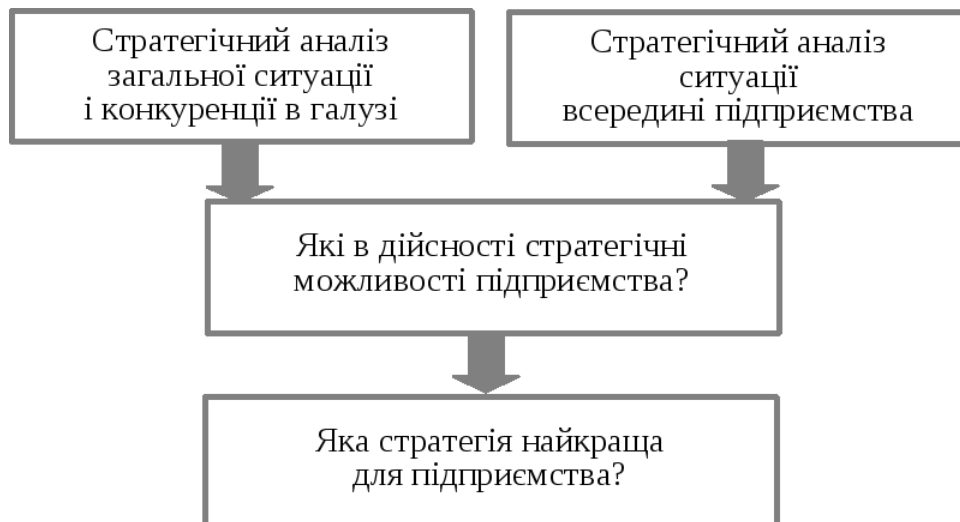 Стратегічний аналіз
загальної ситуації
і конкуренції в галузі
Стратегічний аналіз
ситуації
всередині підприємства
Які в дійсності стратегічні
можливості підприємства?
Яка стратегія найкраща
для підприємства?